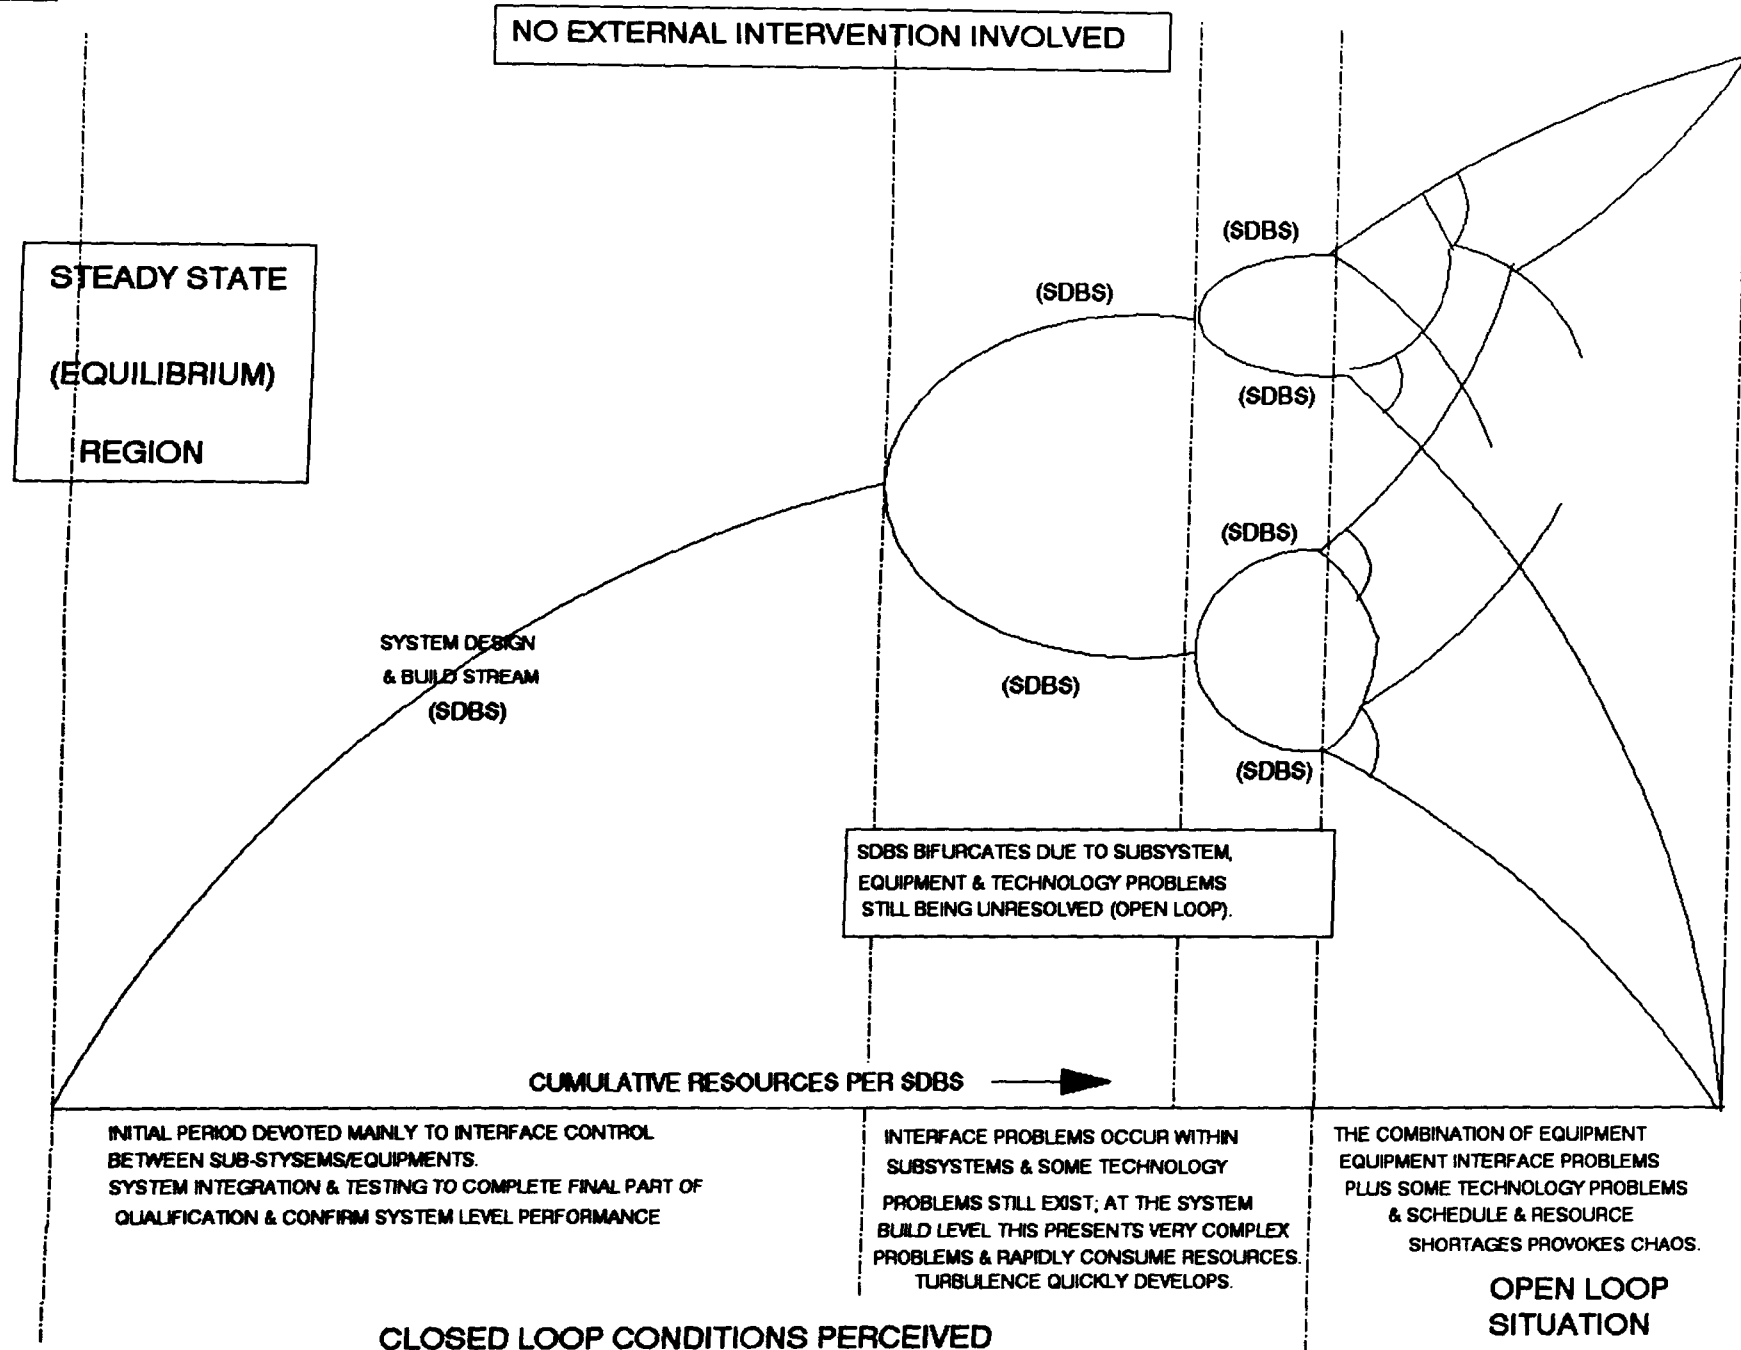 NO EXTERNAL INTERVENTION INVOLVED
STEADY STATE
(EQUILIBRIUM)
REGION
(SDBS)
(SDBS)
(SDBS)
(SDBS)
SYSTEM DESIGN
& BUILD STREAM
(SDBS)
(SDBS)
(SDBS)
SDBS BIFURCATES DUE TO SUBSYSTEM,
EQUIPMENT & TECHNOLOGY PROBLEMS
STILL BEING UNRESOLVED (OPEN LOOP).
CUMULATIVE RESOURCES PER SDBS
INITIAL PERIOD DEVOTED MAINLY TO INTERFACE CONTROL
BETWEEN SUB-STYSEMS/EQUIPMENTS.
SYSTEM INTEGRATION & TESTING TO COMPLETE FINAL PART OF
QUALIFICATION & CONFIRM SYSTEM LEVEL PERFORMANCE
INTERFACE PROBLEMS OCCUR WITHIN
SUBSYSTEMS & SOME TECHNOLOGY
PROBLEMS STILL EXIST; AT THE SYSTEM
BUILD LEVEL THIS PRESENTS VERY COMPLEX
PROBLEMS & RAPIDLY CONSUME RESOURCES.
TURBULENCE QUICKLY DEVELOPS.
THE COMBINATION OF EQUIPMENT
EQUIPMENT INTERFACE PROBLEMS
PLUS SOME TECHNOLOGY PROBLEMS
& SCHEDULE & RESOURCE
SHORTAGES PROVOKES CHAOS.
OPEN LOOP
SITUATION
CLOSED LOOP CONDITIONS PERCEIVED